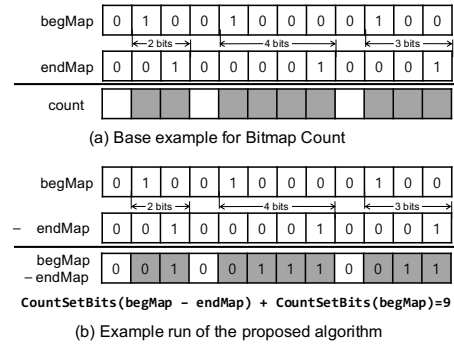 begMap 0 1 0 0 1 0 0 0 0 1 0 0
2 bits 4 bits 3 bits
endMap 0 0 1 0 0 0 0 1 0 0 0 1
count
(a) Base example for Bitmap Count
begMap 0 1 0 0 1 0 0 0 0 1 0 0
2 bits 4 bits 3 bits
– endMap 0 0 1 0 0 0 0 1 0 0 0 1
begMap
– endMap 0 0 1 0 0 1 1 1 0 0 1 1
CountSetBits(begMap - endMap) + CountSetBits(begMap)=9
(b) Example run of the proposed algorithm